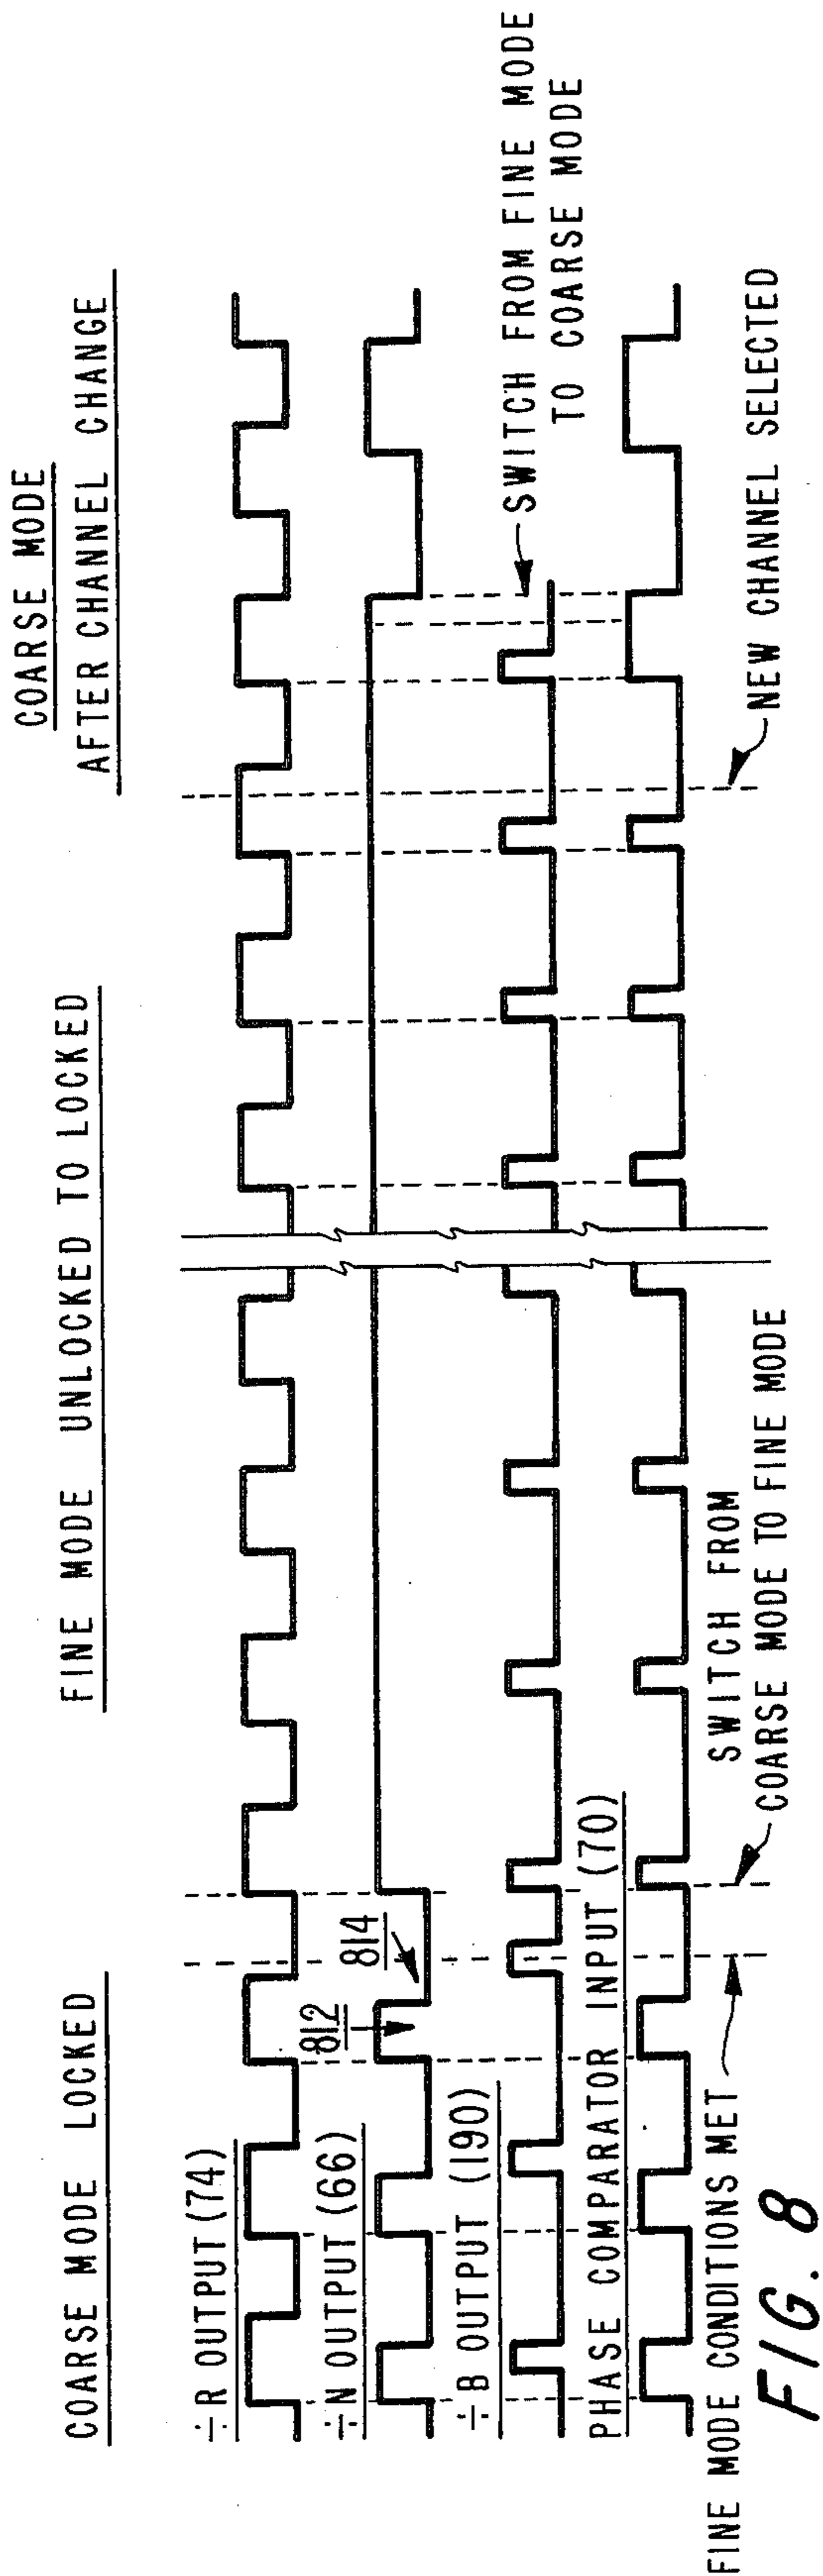 COARSE MODE LOCKED
FINE MODE UNLOCKED TO LOCKED
COARSE MODE
AFTER CHANNEL CHANGE
÷R OUTPUT (74)
÷N OUTPUT (66)
812
814
÷B OUTPUT (190)
SWITCH FROM FINE MODE
TO COARSE MODE
PHASE COMPARATOR INPUT (70)
FINE MODE CONDITIONS MET
SWITCH FROM
COARSE MODE TO FINE MODE
NEW CHANNEL SELECTED
FIG. 8